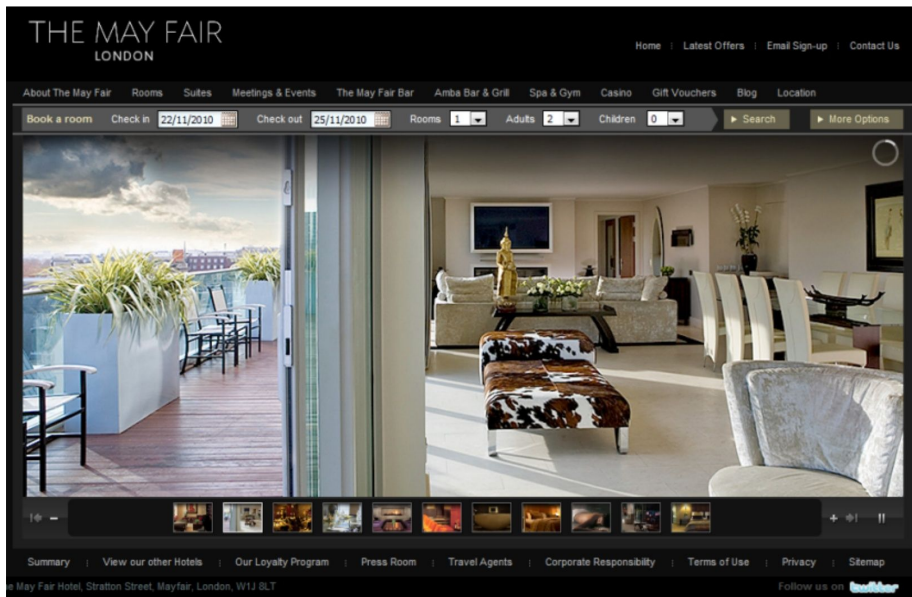 THE MAY FAIR
LONDON
Home Latest Offers Email Sign-up Contact Us
About The May Fair Rooms Suites Meetings & Events The May Fair Bar Amba Bar & Grill Spa & Gym Casino Gift Vouchers Blog Location
Book a room Check in 22/11/2010 Check out 25/11/2010 Rooms 1 Adults 2 Children 0 Search More Options
Summary View our other Hotels Our Loyalty Program Press Room Travel Agents Corporate Responsibility Terms of Use Privacy Sitemap
he May Fair Hotel, Stratton Street, Mayfair, London, W1J 8LT Follow us on twitter